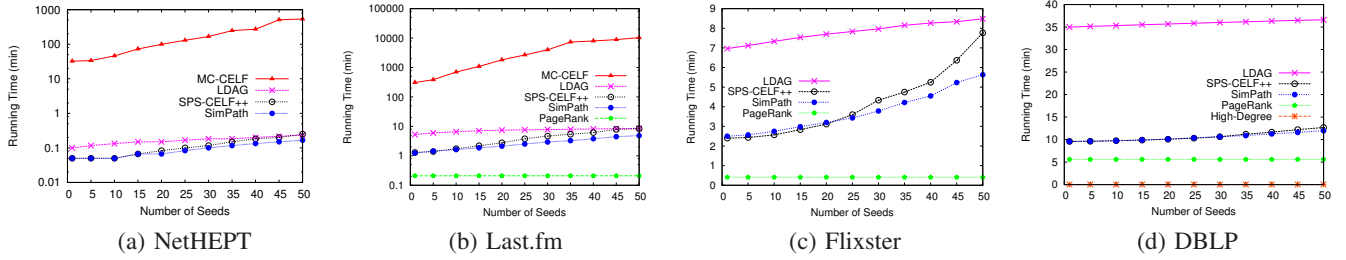 Running Time (min)
1000
100
10
1
0.1
0.01
MC-CELF
LDAG
SPS-CELF++
SimPath
0 5 10 15 20 25 30 35 40 45 50
Number of Seeds
(a) NetHEPT
Running Time (min)
100000
10000
1000
100
10
1
0.1
MC-CELF
LDAG
SPS-CELF++
SimPath
PageRank
0 5 10 15 20 25 30 35 40 45 50
Number of Seeds
(b) Last.fm
Running Time (min)
9
8
7
6
5
4
3
2
1
0
LDAG
SPS-CELF++
SimPath
PageRank
0 5 10 15 20 25 30 35 40 45 50
Number of Seeds
(c) Flixster
Running Time (min)
40
35
30
25
20
15
10
5
0
LDAG
SPS-CELF++
SimPath
PageRank
High-Degree
0 5 10 15 20 25 30 35 40 45 50
Number of Seeds
(d) DBLP